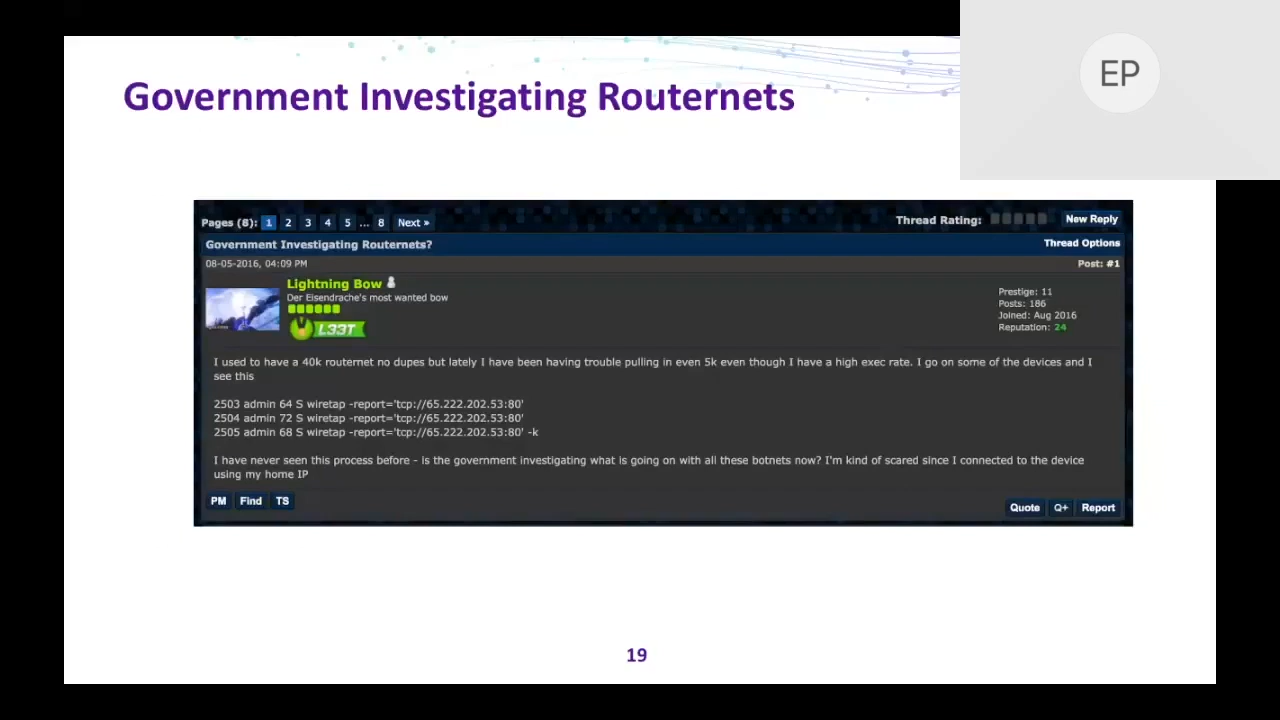 Government Investigating Routernets
EP
Pages (8): 1 2 3 4 5 ... 8 Next »
Thread Rating:
New Reply
Government Investigating Routernets?
Thread Options
08-05-2016, 04:09 PM
Post: #1
Lightning Bow
Der Eisendrache's most wanted bow
L33T
Prestige: 11
Posts: 186
Joined: Aug 2016
Reputation: 24
I used to have a 40k routernet no dupes but lately I have been having trouble pulling in even 5k even though I have a high exec rate. I go on some of the devices and I
see this
2503 admin 64 S wiretap -report='tcp://65.222.202.53:80'
2504 admin 72 S wiretap -report='tcp://65.222.202.53:80'
2505 admin 68 S wiretap -report='tcp://65.222.202.53:80' -k
I have never seen this process before - is the government investigating what is going on with all these botnets now? I'm kind of scared since I connected to the device
using my home IP
PM Find TS
Quote Q+ Report
19